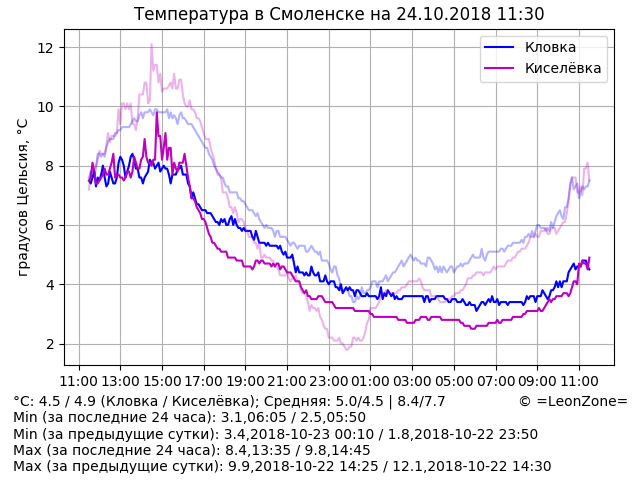 Температура в Смоленске на 24.10.2018 11:30
Кловка
Киселёвка
градусов Цельсия, °C
12
10
8
6
4
2
11:00 13:00 15:00 17:00 19:00 21:00 23:00 01:00 03:00 05:00 07:00 09:00 11:00
°C: 4.5 / 4.9 (Кловка / Киселёвка); Средняя: 5.0/4.5 | 8.4/7.7 © =LeonZone=
Min (за последние 24 часа): 3.1,06:05 / 2.5,05:50
Min (за предыдущие сутки): 3.4,2018-10-23 00:10 / 1.8,2018-10-22 23:50
Max (за последние 24 часа): 8.4,13:35 / 9.8,14:45
Max (за предыдущие сутки): 9.9,2018-10-22 14:25 / 12.1,2018-10-22 14:30